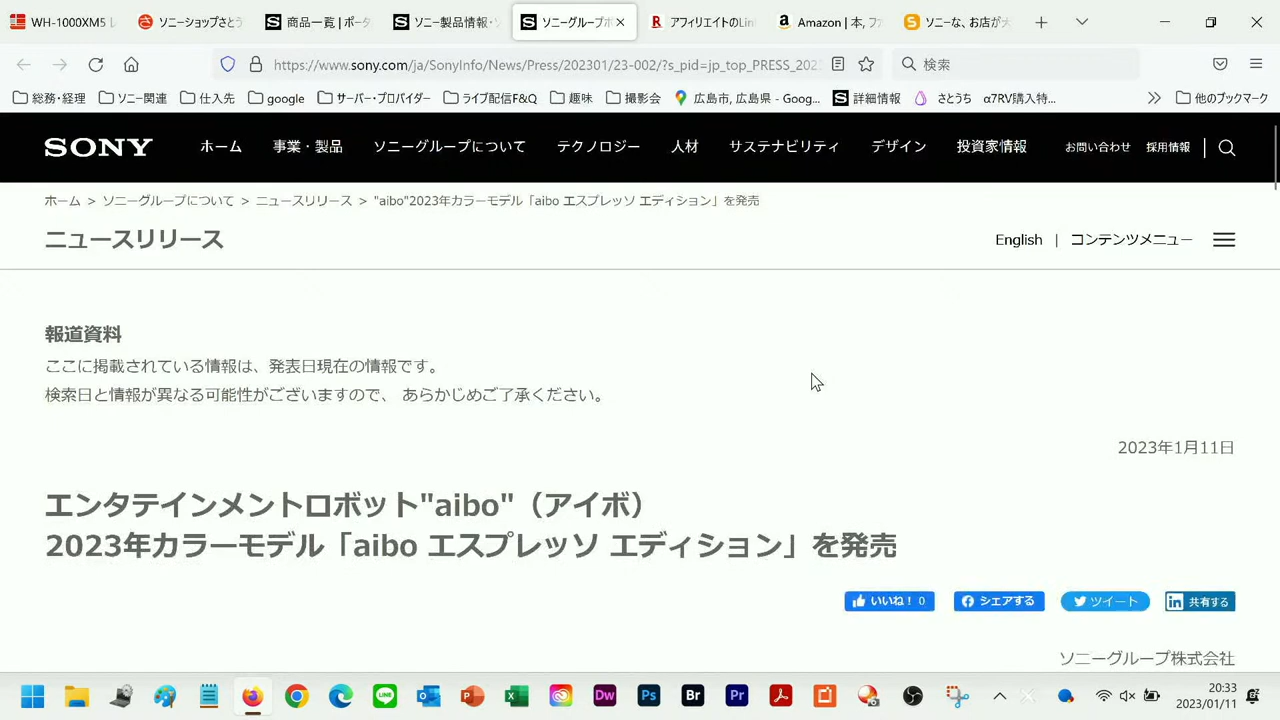 WH-1000XM5 レ
ソニーショップさとう
商品一覧 | ポータ
ソニー製品情報・ソ
ソニーグループポ
アフィリエイトのLin
Amazon | 本, ファ
ソニーな、お店が大
https://www.sony.com/ja/SonyInfo/News/Press/202301/23-002/?s_pid=jp_top_PRESS_202
検索
総務・経理
ソニー関連
仕入先
google
サーバー・プロバイダー
ライブ配信F&Q
趣味
撮影会
広島市, 広島県 - Goog...
詳細情報
さとうち α7RV購入特...
他のブックマーク
SONY
ホーム
事業・製品
ソニーグループについて
テクノロジー
人材
サステナビリティ
デザイン
投資家情報
お問い合わせ
採用情報
ホーム > ソニーグループについて > ニュースリリース > "aibo"2023年カラーモデル「aibo エスプレッソ エディション」を発売
ニュースリリース
English | コンテンツメニュー
報道資料
ここに掲載されている情報は、発表日現在の情報です。
検索日と情報が異なる可能性がございますので、 あらかじめご了承ください。
2023年1月11日
エンタテインメントロボット"aibo"（アイボ）
2023年カラーモデル「aibo エスプレッソ エディション」を発売
いいね！ 0
シェアする
ツイート
in 共有する
ソニーグループ株式会社
LINE
Dw
Ps
Br
Pr
20:33
2023/01/11